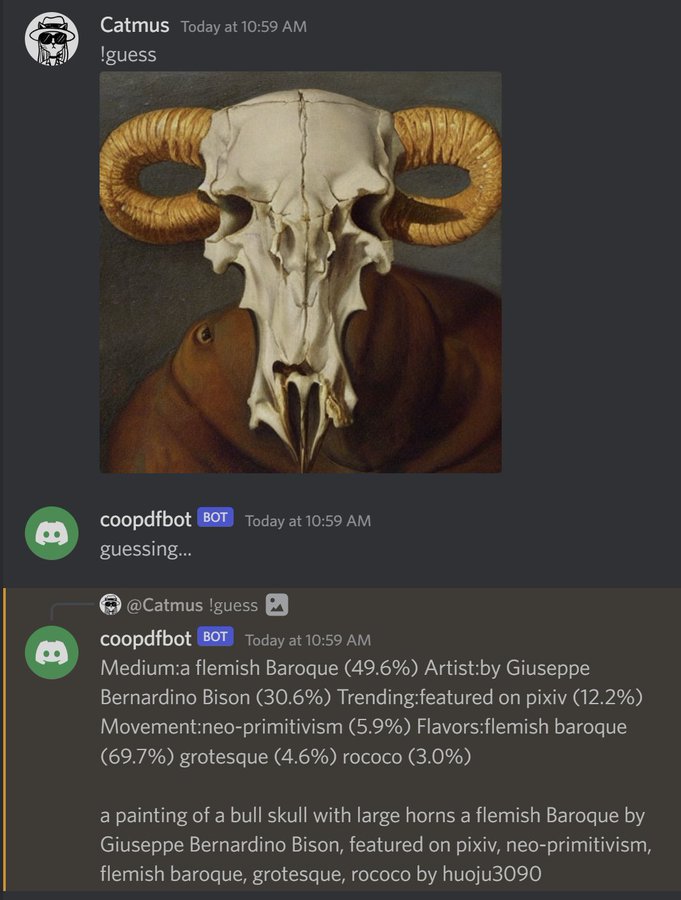 Catmus Today at 10:59 AM
!guess
coopdfbot BOT Today at 10:59 AM
guessing...
@Catmus !guess
coopdfbot BOT Today at 10:59 AM
Medium:a flemish Baroque (49.6%) Artist:by Giuseppe
Bernardino Bison (30.6%) Trending:featured on pixiv (12.2%)
Movement:neo-primitivism (5.9%) Flavors:flemish baroque
(69.7%) grotesque (4.6%) rococo (3.0%)
a painting of a bull skull with large horns a flemish Baroque by
Giuseppe Bernardino Bison, featured on pixiv, neo-primitivism,
flemish baroque, grotesque, rococo by huoju3090